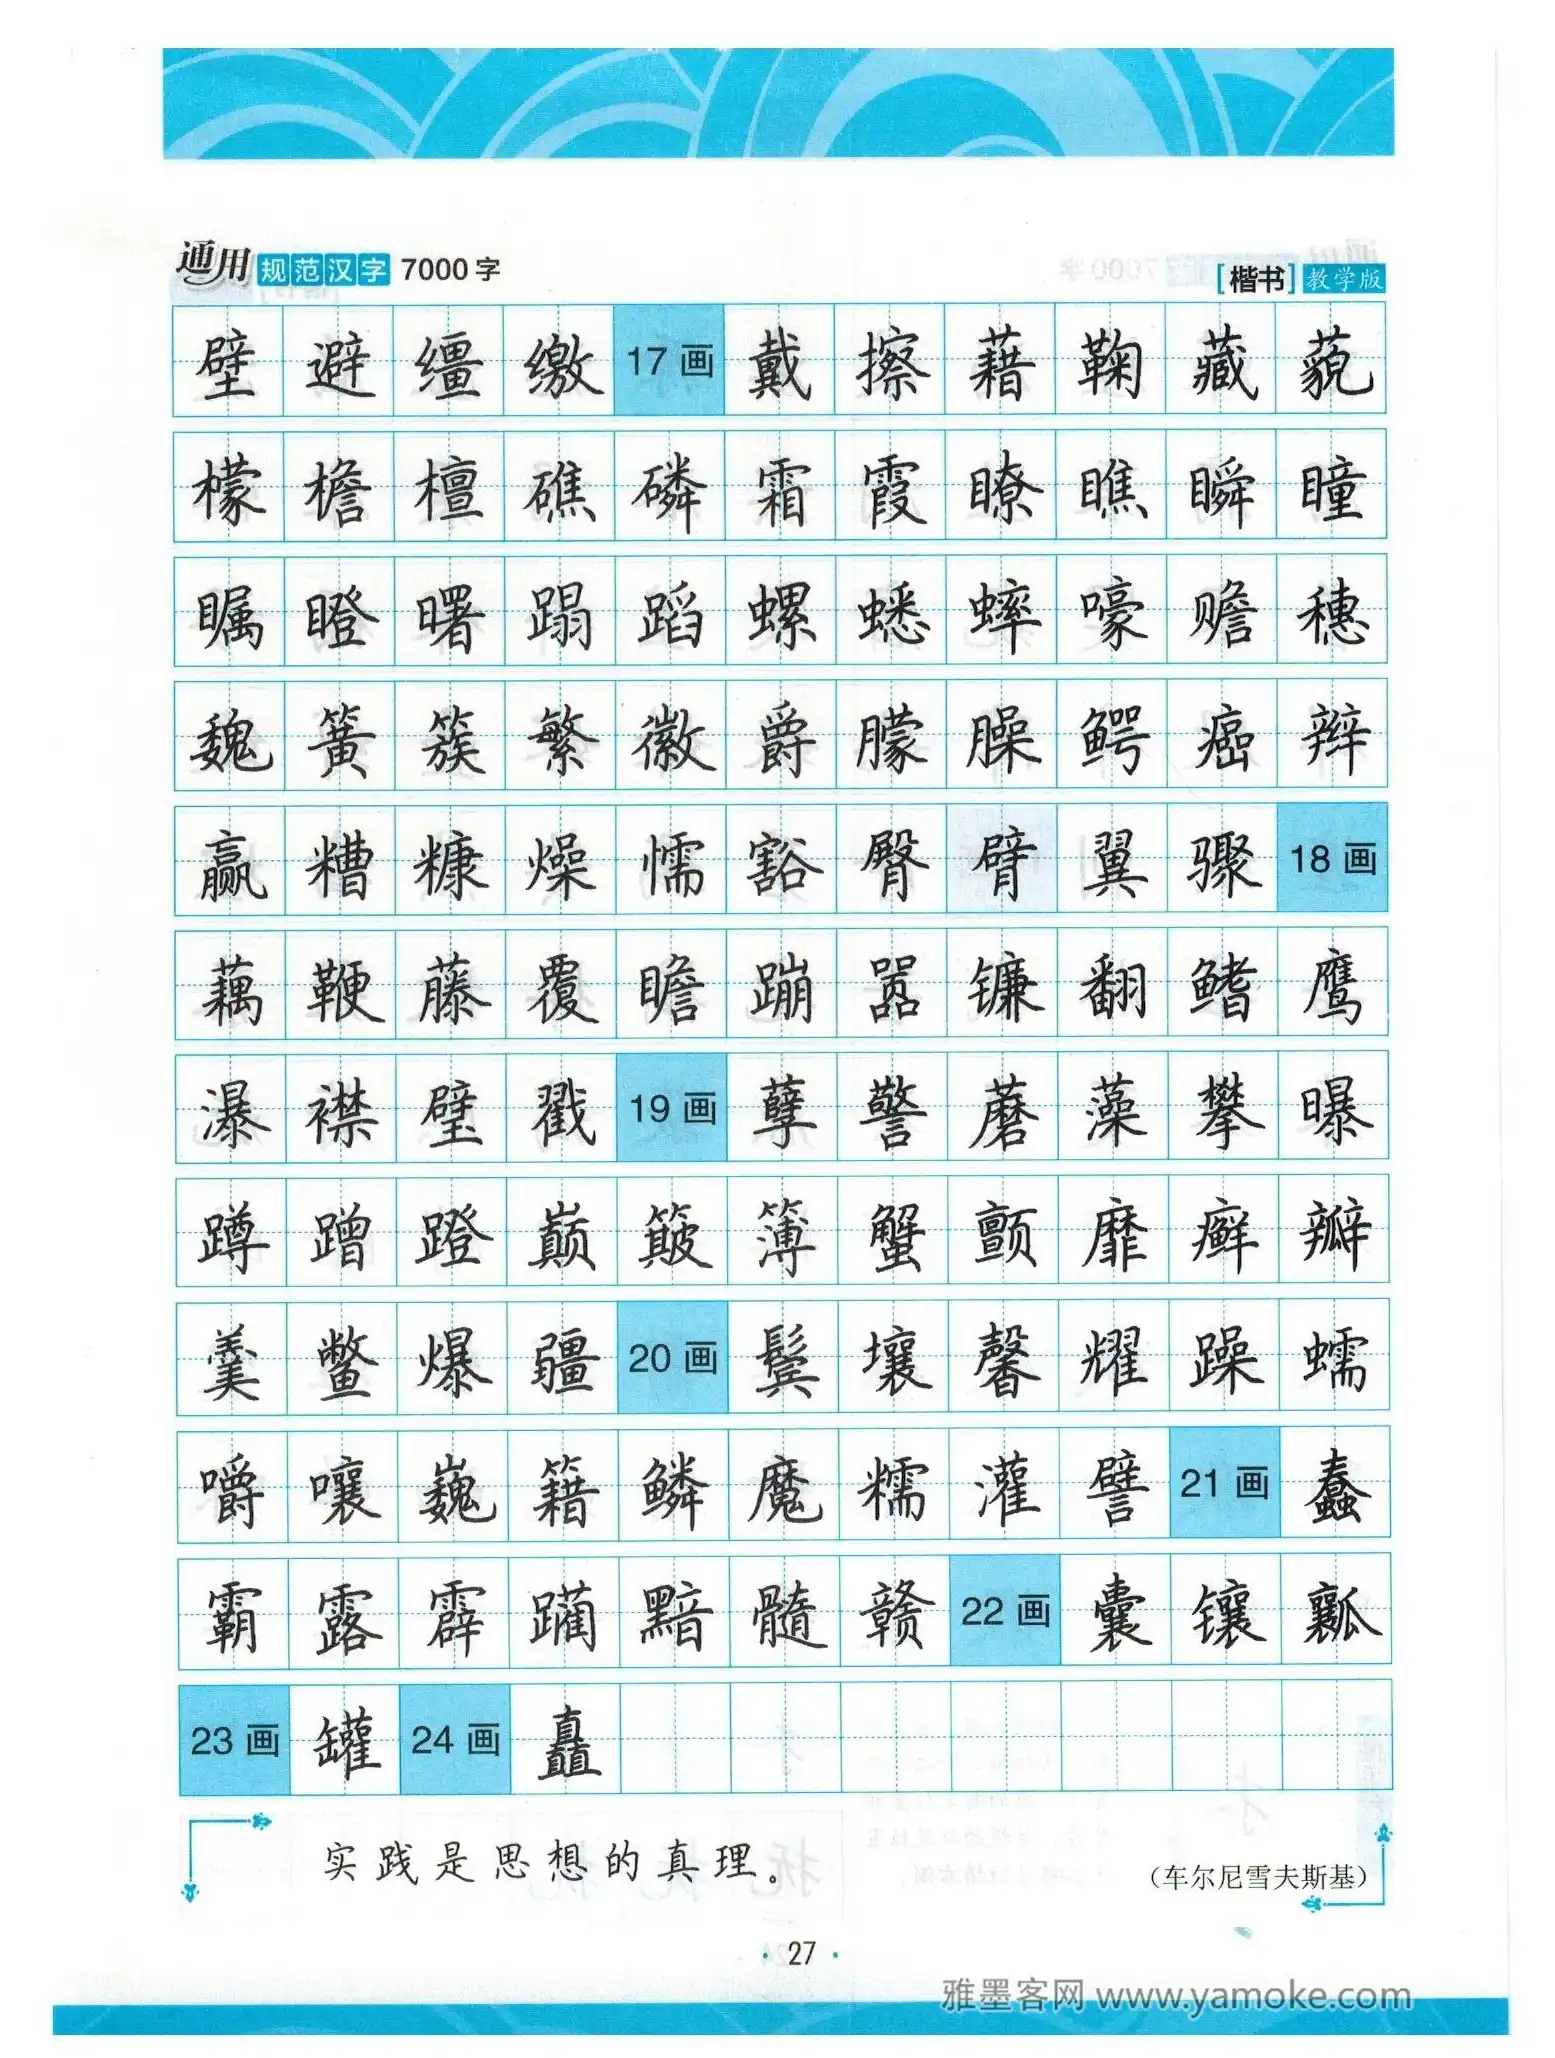 通用规范汉字 7000字 [楷书] 教学版
壁 避 缰 缴 17画 戴 擦 藉 鞠 藏 藐
檬 檐 檀 礁 磷 霜 霞 瞭 瞧 瞬 瞳
瞩 瞪 曙 蹋 蹈 螺 蟋 蟀 嚎 赡 穗
魏 簧 簇 繁 徽 爵 朦 臊 鳄 癌 辫
赢 糟 糠 燥 懦 豁 臀 臂 翼 骤 18画
藕 鞭 藤 覆 瞻 蹦 嚣 镰 翻 鳍 鹰
瀑 襟 璧 戳 19画 孽 警 蘑 藻 攀 曝
蹲 蹭 蹬 巅 簸 簿 蟹 颤 靡 癣 瓣
羹 鳖 爆 疆 20画 鬓 壤 馨 耀 躁 蠕
嚼 嚷 巍 籍 鳞 魔 糯 灌 譬 21画 蠢
霸 露 霹 躏 黯 髓 赣 22画 囊 镶 瓤
23画 罐 24画 矗
实践是思想的真理。
(车尔尼雪夫斯基)
· 27 ·
雅墨客网 www.yamoke.com